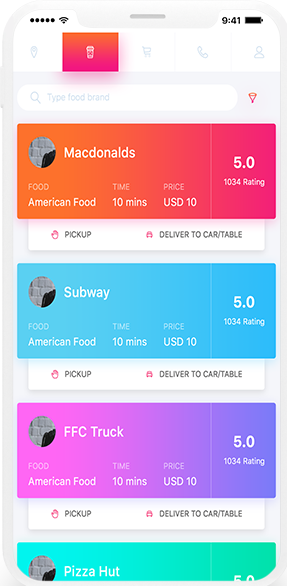 9:41
Type food brand
Macdonalds
5.0
1034 Rating
FOOD TIME PRICE
American Food 10 mins USD 10
PICKUP DELIVER TO CAR/TABLE
Subway
5.0
1034 Rating
FOOD TIME PRICE
American Food 10 mins USD 10
PICKUP DELIVER TO CAR/TABLE
FFC Truck
5.0
1034 Rating
FOOD TIME PRICE
American Food 10 mins USD 10
PICKUP DELIVER TO CAR/TABLE
Pizza Hut
5.0